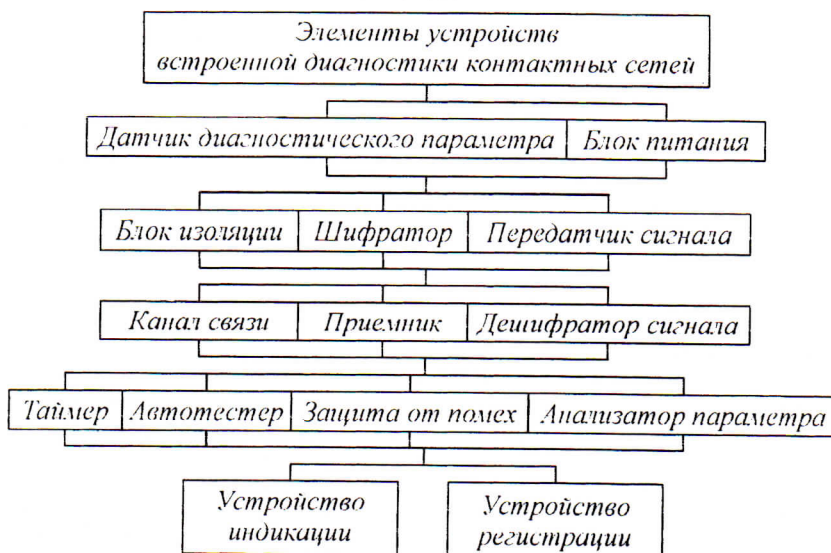 Элементы устройств
встроенной диагностики контактных сетей
Датчик диагностического параметра Блок питания
Блок изоляции Шифратор Передатчик сигнала
Канал связи Приемник Дешифратор сигнала
Таймер Автотестер Защита от помех Анализатор параметра
Устройство
индикации
Устройство
регистрации